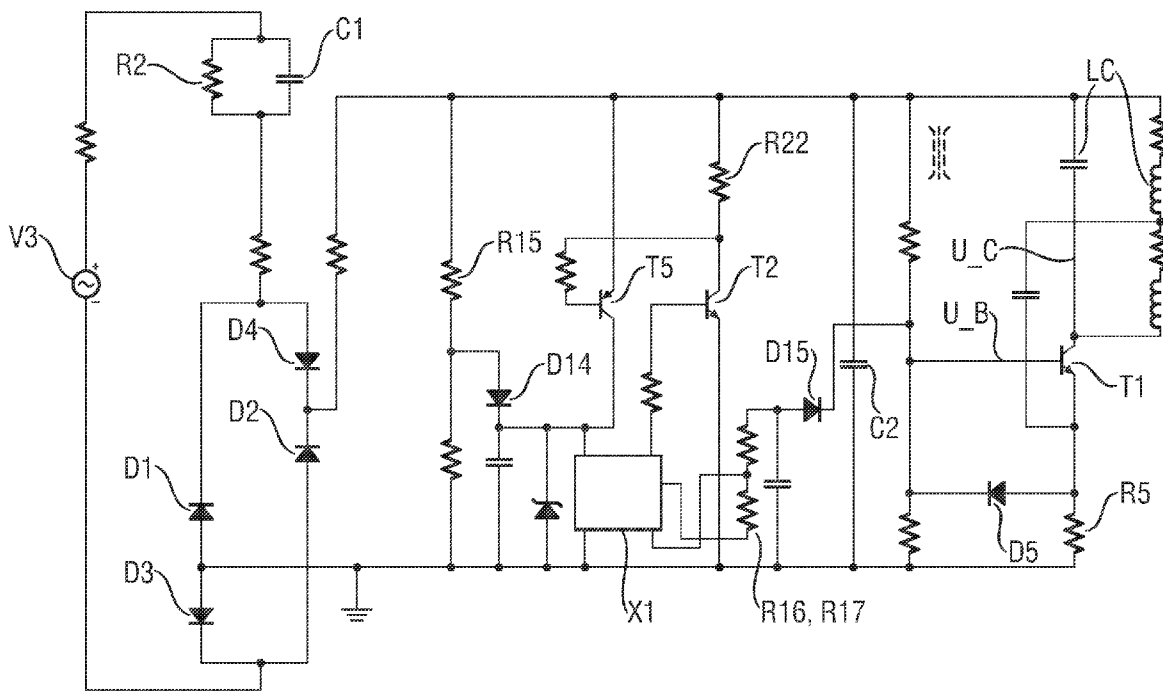 C1
R2
LC
R22
V3
R15
T5
T2
U_C
D4
U_B
D14
D15
T1
D2
C2
D1
R5
D5
D3
X1
R16, R17
+
~
-